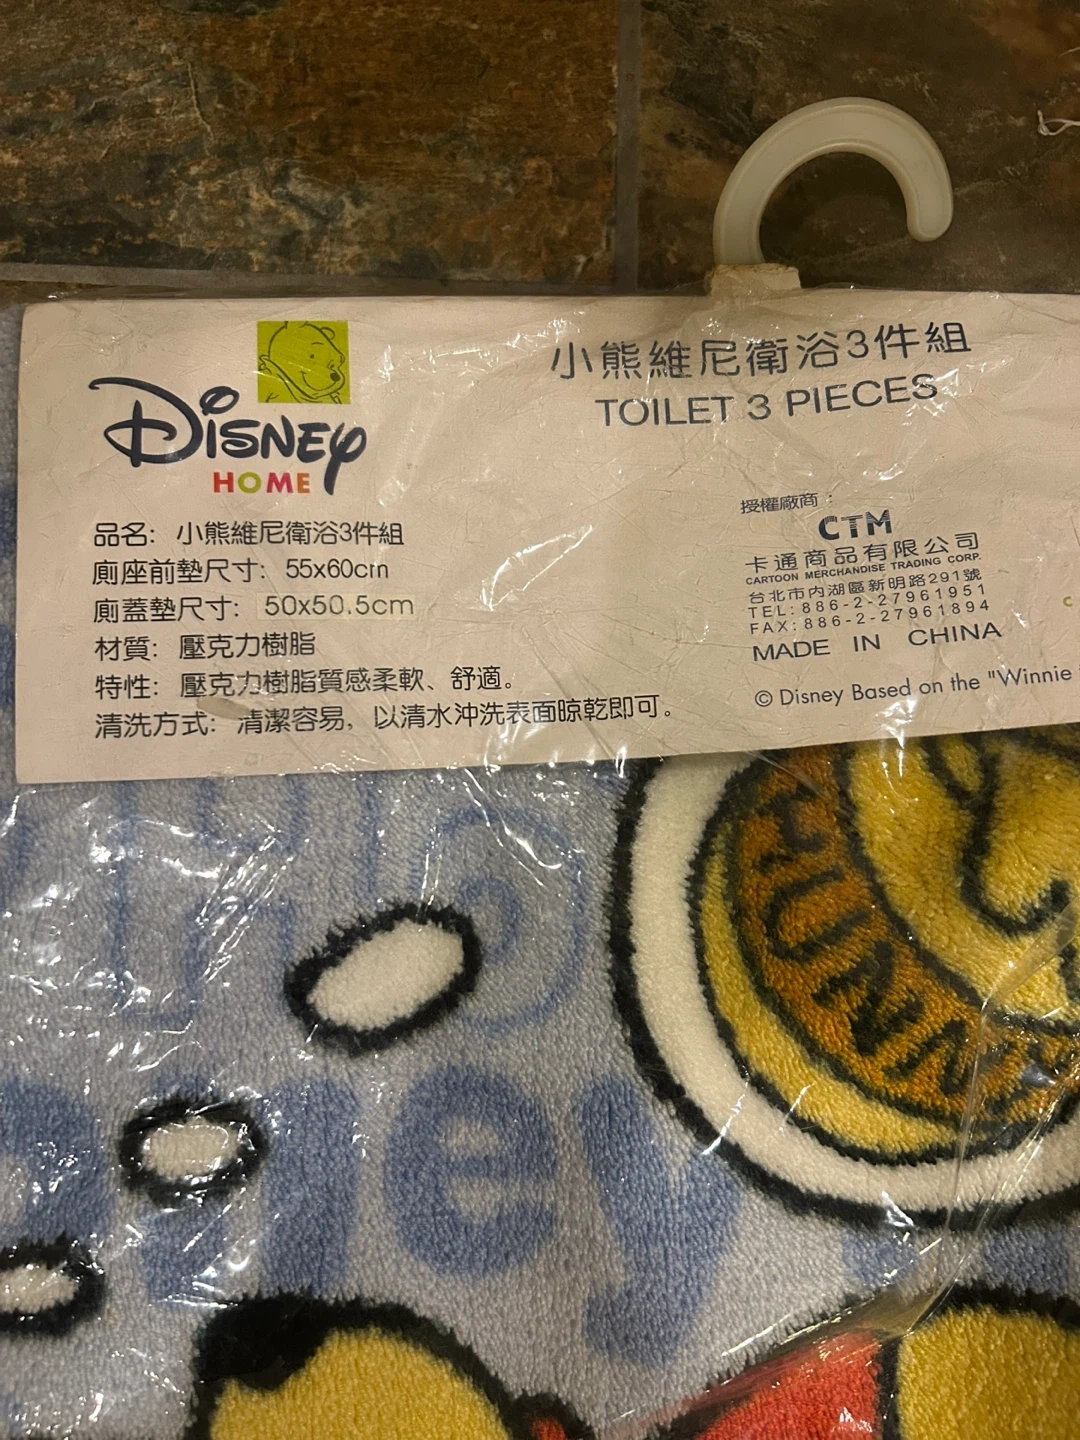 Disney
HOME
小熊維尼衛浴3件組
TOILET 3 PIECES
品名: 小熊維尼衛浴3件組
廁座前墊尺寸: 55x60cm
廁蓋墊尺寸: 50x50.5cm
材質: 壓克力樹脂
特性: 壓克力樹脂質感柔軟、舒適。
清洗方式: 清潔容易, 以清水沖洗表面晾乾即可。
授權廠商:
CTM
卡通商品有限公司
CARTOON MERCHANDISE TRADING CORP.
台北市內湖區新明路291號
TEL:886-2-27961951
FAX:886-2-27961894
MADE IN CHINA
© Disney Based on the "Winnie
HUNN
ney